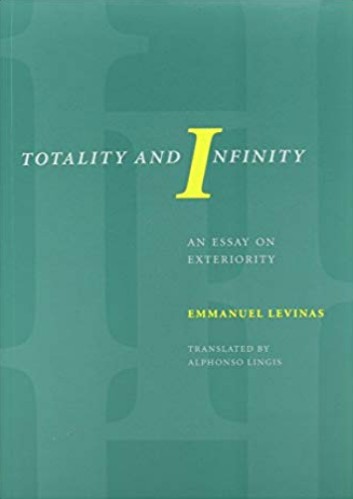 TOTALITY AND INFINITY
AN ESSAY ON
EXTERIORITY
EMMANUEL LEVINAS
TRANSLATED BY
ALPHONSO LINGIS